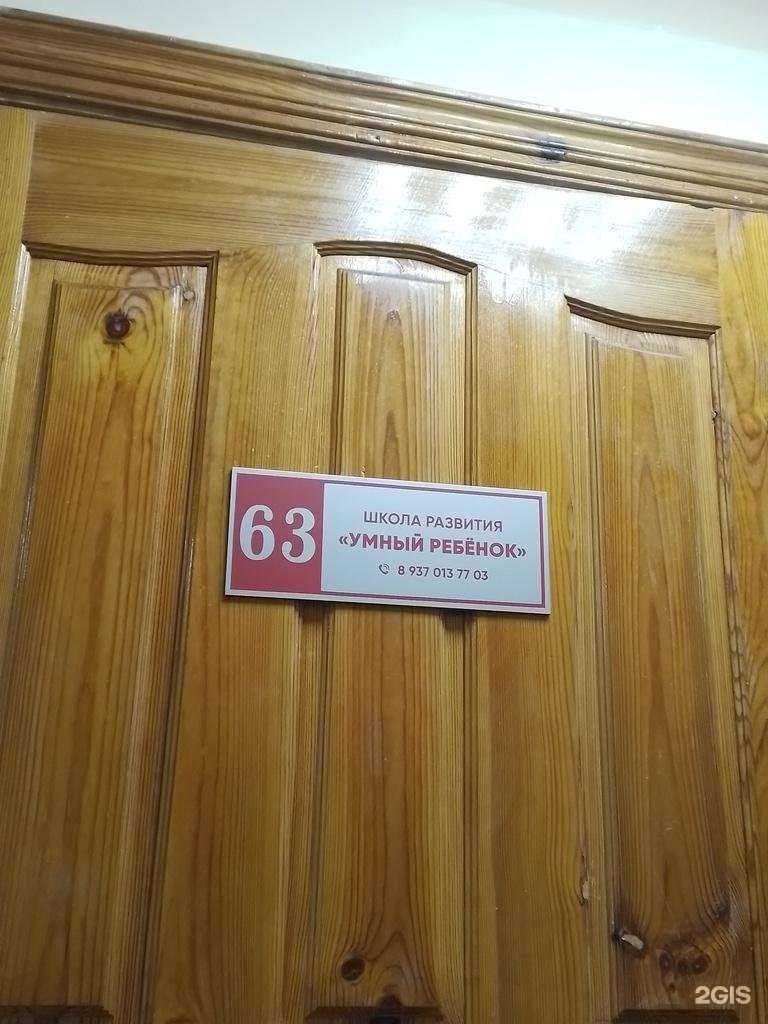 63
ШКОЛА РАЗВИТИЯ
«УМНЫЙ РЕБЁНОК»
8 937 013 77 03
2GIS